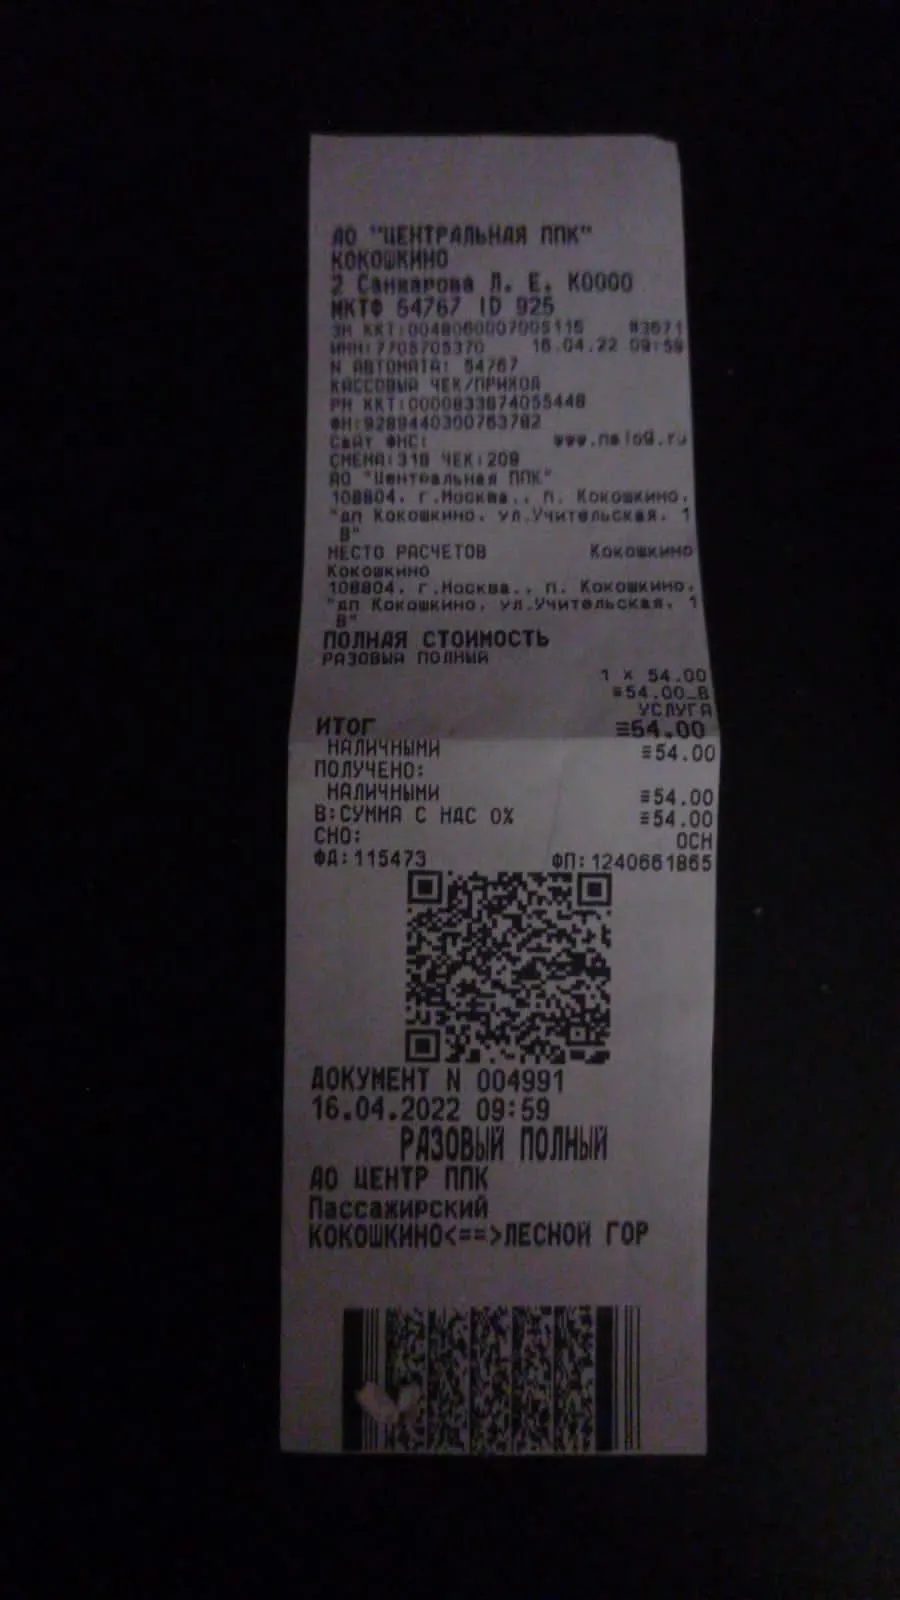 АО "ЦЕНТРАЛЬНАЯ ППК"
КОКОШКИНО
2 Санкарова Л. Е. К0000
МКТФ 54767 ID 925
ЗН ККТ:0048060007005116 #3671
ИНН:7705705370 16.04.22 09:59
N АВТОМАТА: 54767
КАССОВЫЙ ЧЕК/ПРИХОД
РН ККТ:0000833874055448
ФН:9289440300763782
Сайт ФНС: www.nalog.ru
СМЕНА:318 ЧЕК:209
АО "Центральная ППК"
108804, г.Москва,, п. Кокошкино,
"дп Кокошкино, ул.Учительская, 1
В"
МЕСТО РАСЧЕТОВ Кокошкино
Кокошкино
108804, г.Москва,, п. Кокошкино,
"дп Кокошкино, ул.Учительская, 1
В"
ПОЛНАЯ СТОИМОСТЬ
РАЗОВЫЙ ПОЛНЫЙ
1 x 54.00
≡54.00_В
УСЛУГА
ИТОГ ≡54.00
НАЛИЧНЫМИ ≡54.00
ПОЛУЧЕНО:
НАЛИЧНЫМИ ≡54.00
В:СУММА С НДС 0% ≡54.00
СНО: ОСН
ФД:115473 ФП:1240661865
ДОКУМЕНТ N 004991
16.04.2022 09:59
РАЗОВЫЙ ПОЛНЫЙ
АО ЦЕНТР ППК
Пассажирский
КОКОШКИНО<==>ЛЕСНОЙ ГОР